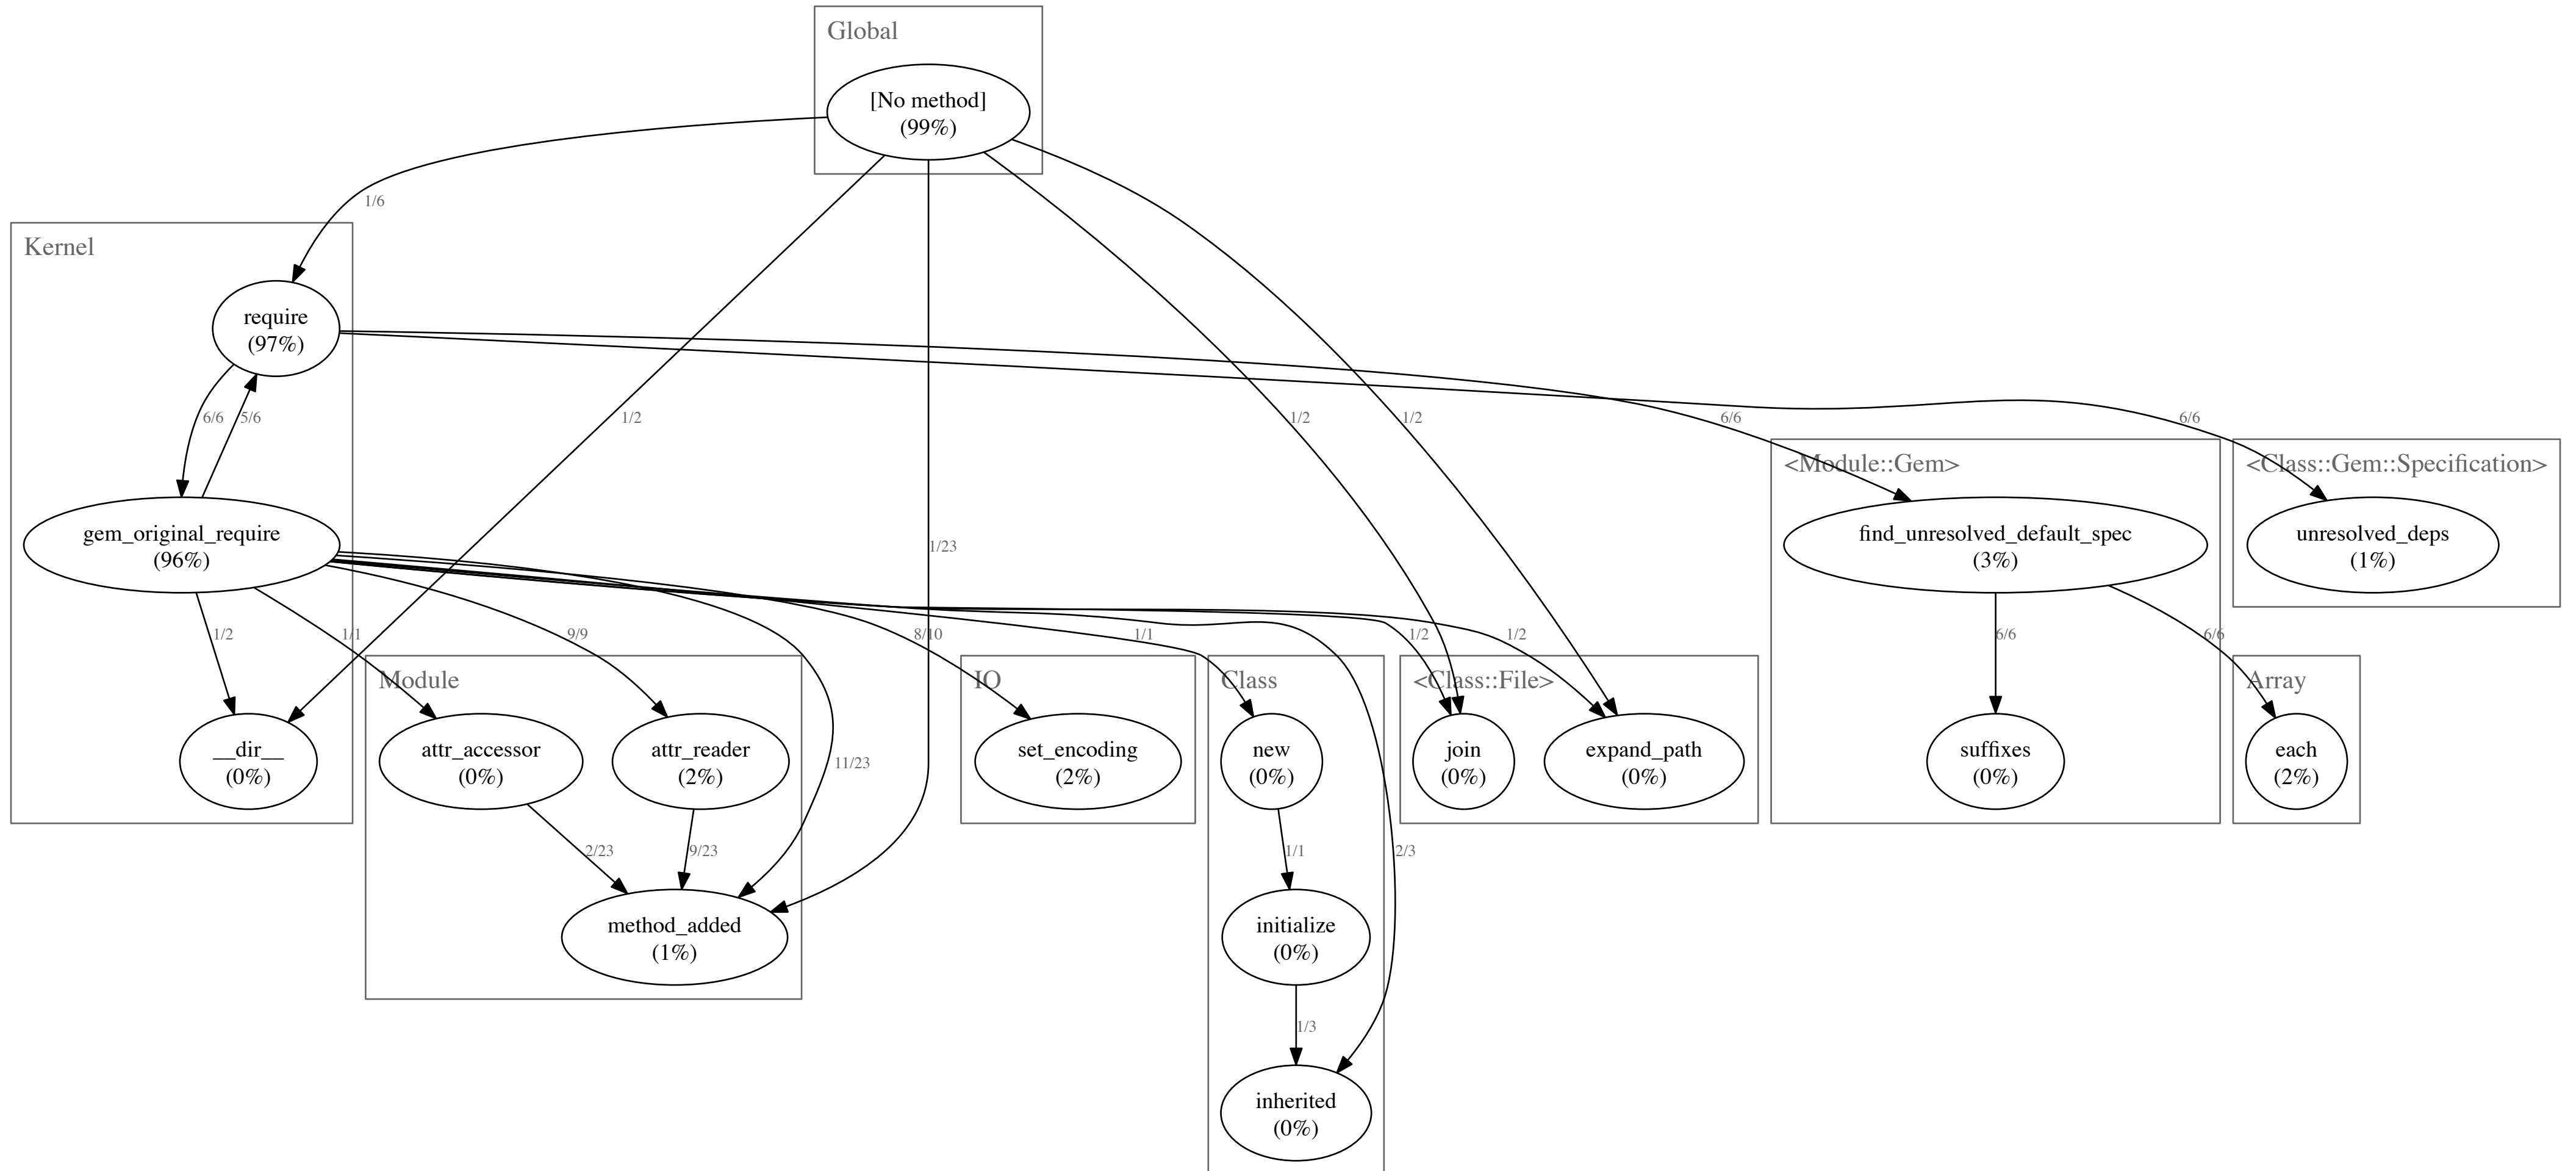 Global
[No method]
(99%)
1/6
Kernel
require
(97%)
6/6
5/6
1/2
1/23
1/2
1/2
6/6
6/6
<Module::Gem>
<Class::Gem::Specification>
gem_original_require
(96%)
find_unresolved_default_spec
(3%)
unresolved_deps
(1%)
1/2
1/1
9/9
8/10
1/1
1/2
1/2
6/6
6/6
Module
IO
Class
<Class::File>
Array
__dir__
(0%)
attr_accessor
(0%)
attr_reader
(2%)
11/23
set_encoding
(2%)
new
(0%)
join
(0%)
expand_path
(0%)
suffixes
(0%)
each
(2%)
2/23
9/23
1/1
2/3
method_added
(1%)
initialize
(0%)
1/3
inherited
(0%)